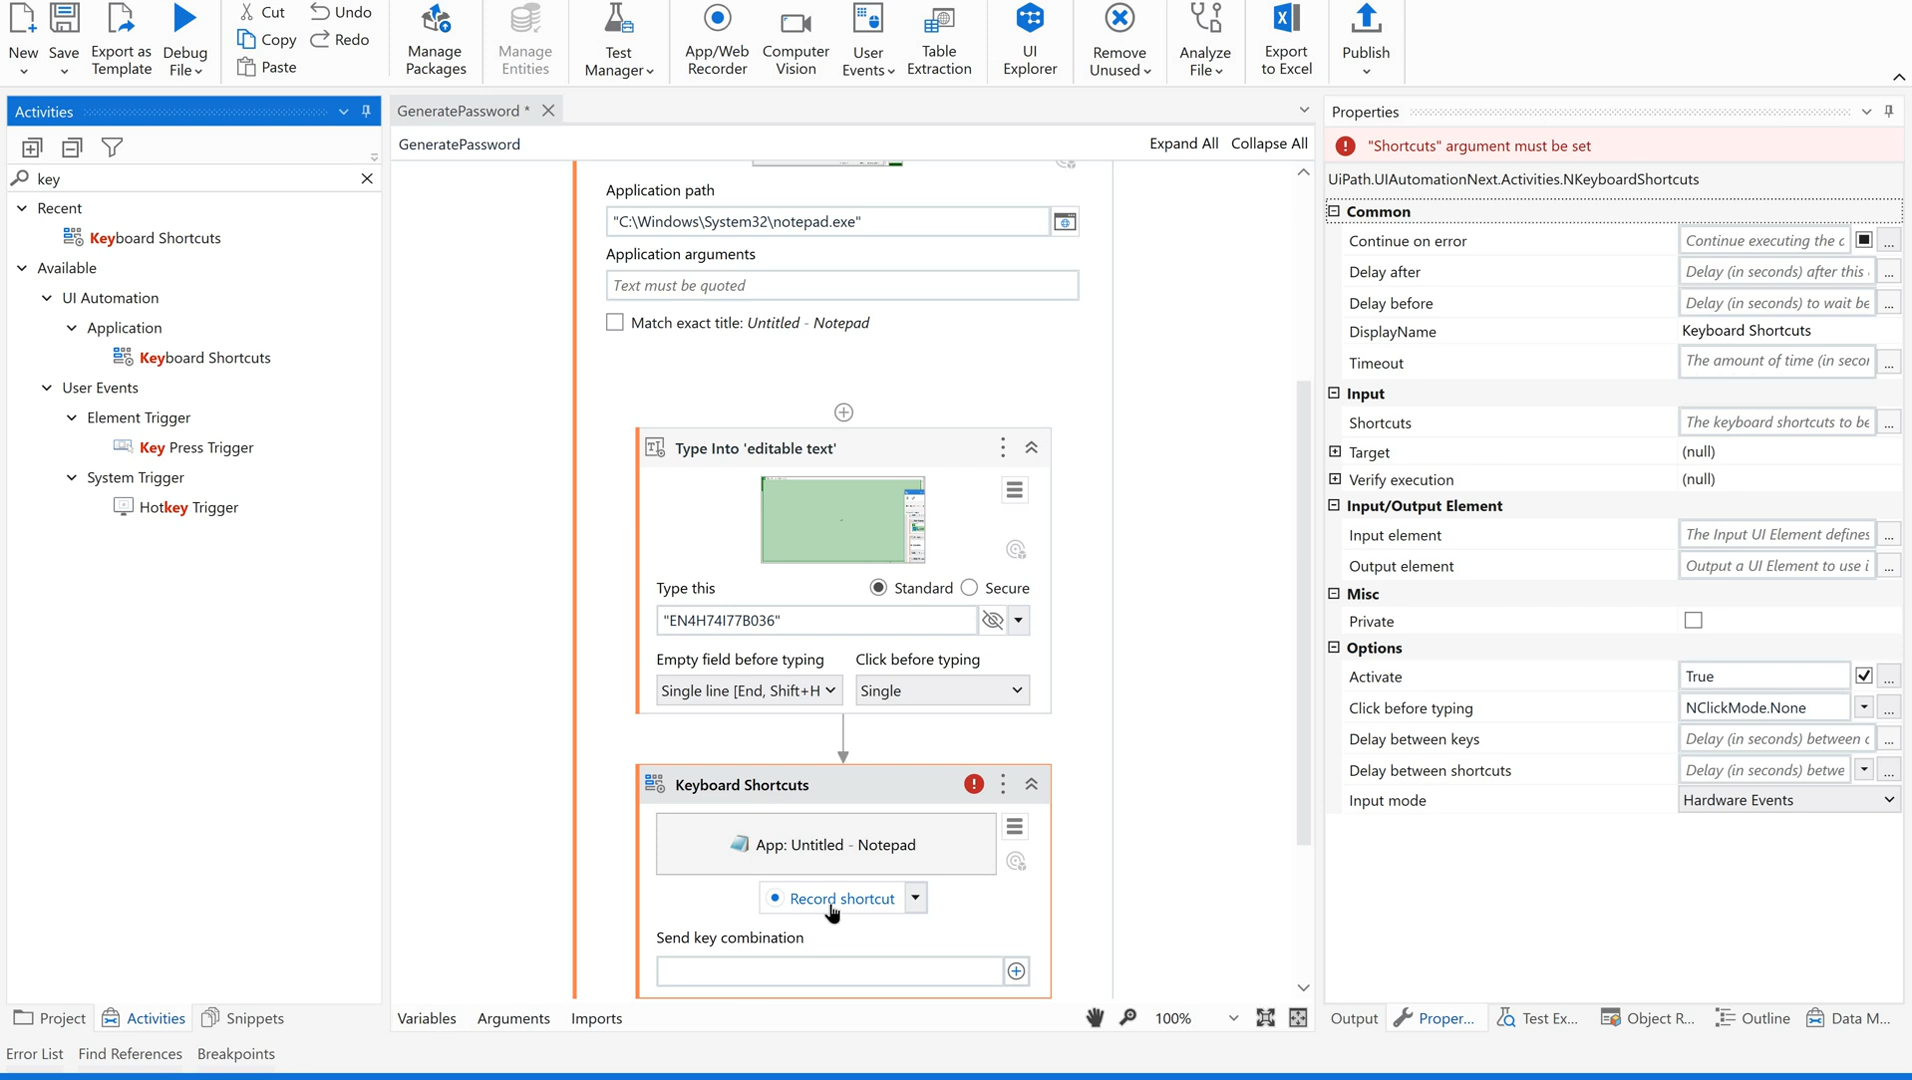 New
Save
Export as Template
Debug File
Cut
Copy
Paste
Undo
Redo
Manage Packages
Manage Entities
Test Manager
App/Web Recorder
Computer Vision
User Events
Table Extraction
UI Explorer
Remove Unused
Analyze File
Export to Excel
Publish
Activities
key
Recent
Keyboard Shortcuts
Available
UI Automation
Application
Keyboard Shortcuts
User Events
Element Trigger
Key Press Trigger
System Trigger
Hotkey Trigger
GeneratePassword *
GeneratePassword
Expand All
Collapse All
Application path
"C:\Windows\System32\notepad.exe"
Application arguments
Text must be quoted
Match exact title: Untitled - Notepad
Type Into 'editable text'
Type this
Standard
Secure
"EN4H74I77B036"
Empty field before typing
Click before typing
Single line [End, Shift+H
Single
Keyboard Shortcuts
App: Untitled - Notepad
Record shortcut
Send key combination
Properties
"Shortcuts" argument must be set
UiPath.UIAutomationNext.Activities.NKeyboardShortcuts
Common
Continue on error Continue executing the c ...
Delay after Delay (in seconds) after this ...
Delay before Delay (in seconds) to wait be ...
DisplayName Keyboard Shortcuts
Timeout The amount of time (in secor ...
Input
Shortcuts The keyboard shortcuts to be ...
Target (null)
Verify execution (null)
Input/Output Element
Input element The Input UI Element defines ...
Output element Output a UI Element to use i ...
Misc
Private
Options
Activate True ...
Click before typing NClickMode.None ...
Delay between keys Delay (in seconds) between c ...
Delay between shortcuts Delay (in seconds) betwe ...
Input mode Hardware Events
Project
Activities
Snippets
Variables
Arguments
Imports
100%
Output
Proper...
Test Ex...
Object R...
Outline
Data M...
Error List
Find References
Breakpoints